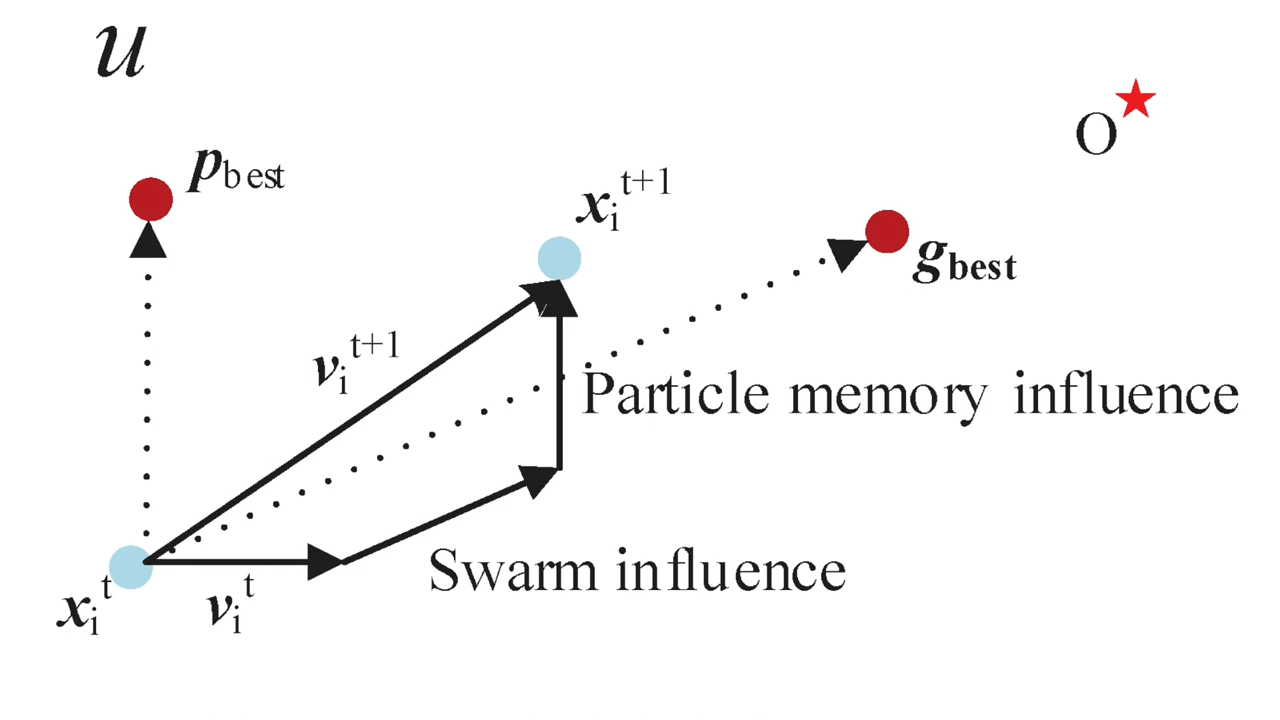 u
O
p_best
x_i^{t+1}
g_best
v_i^{t+1}
Particle memory influence
Swarm influence
x_i^t
v_i^t